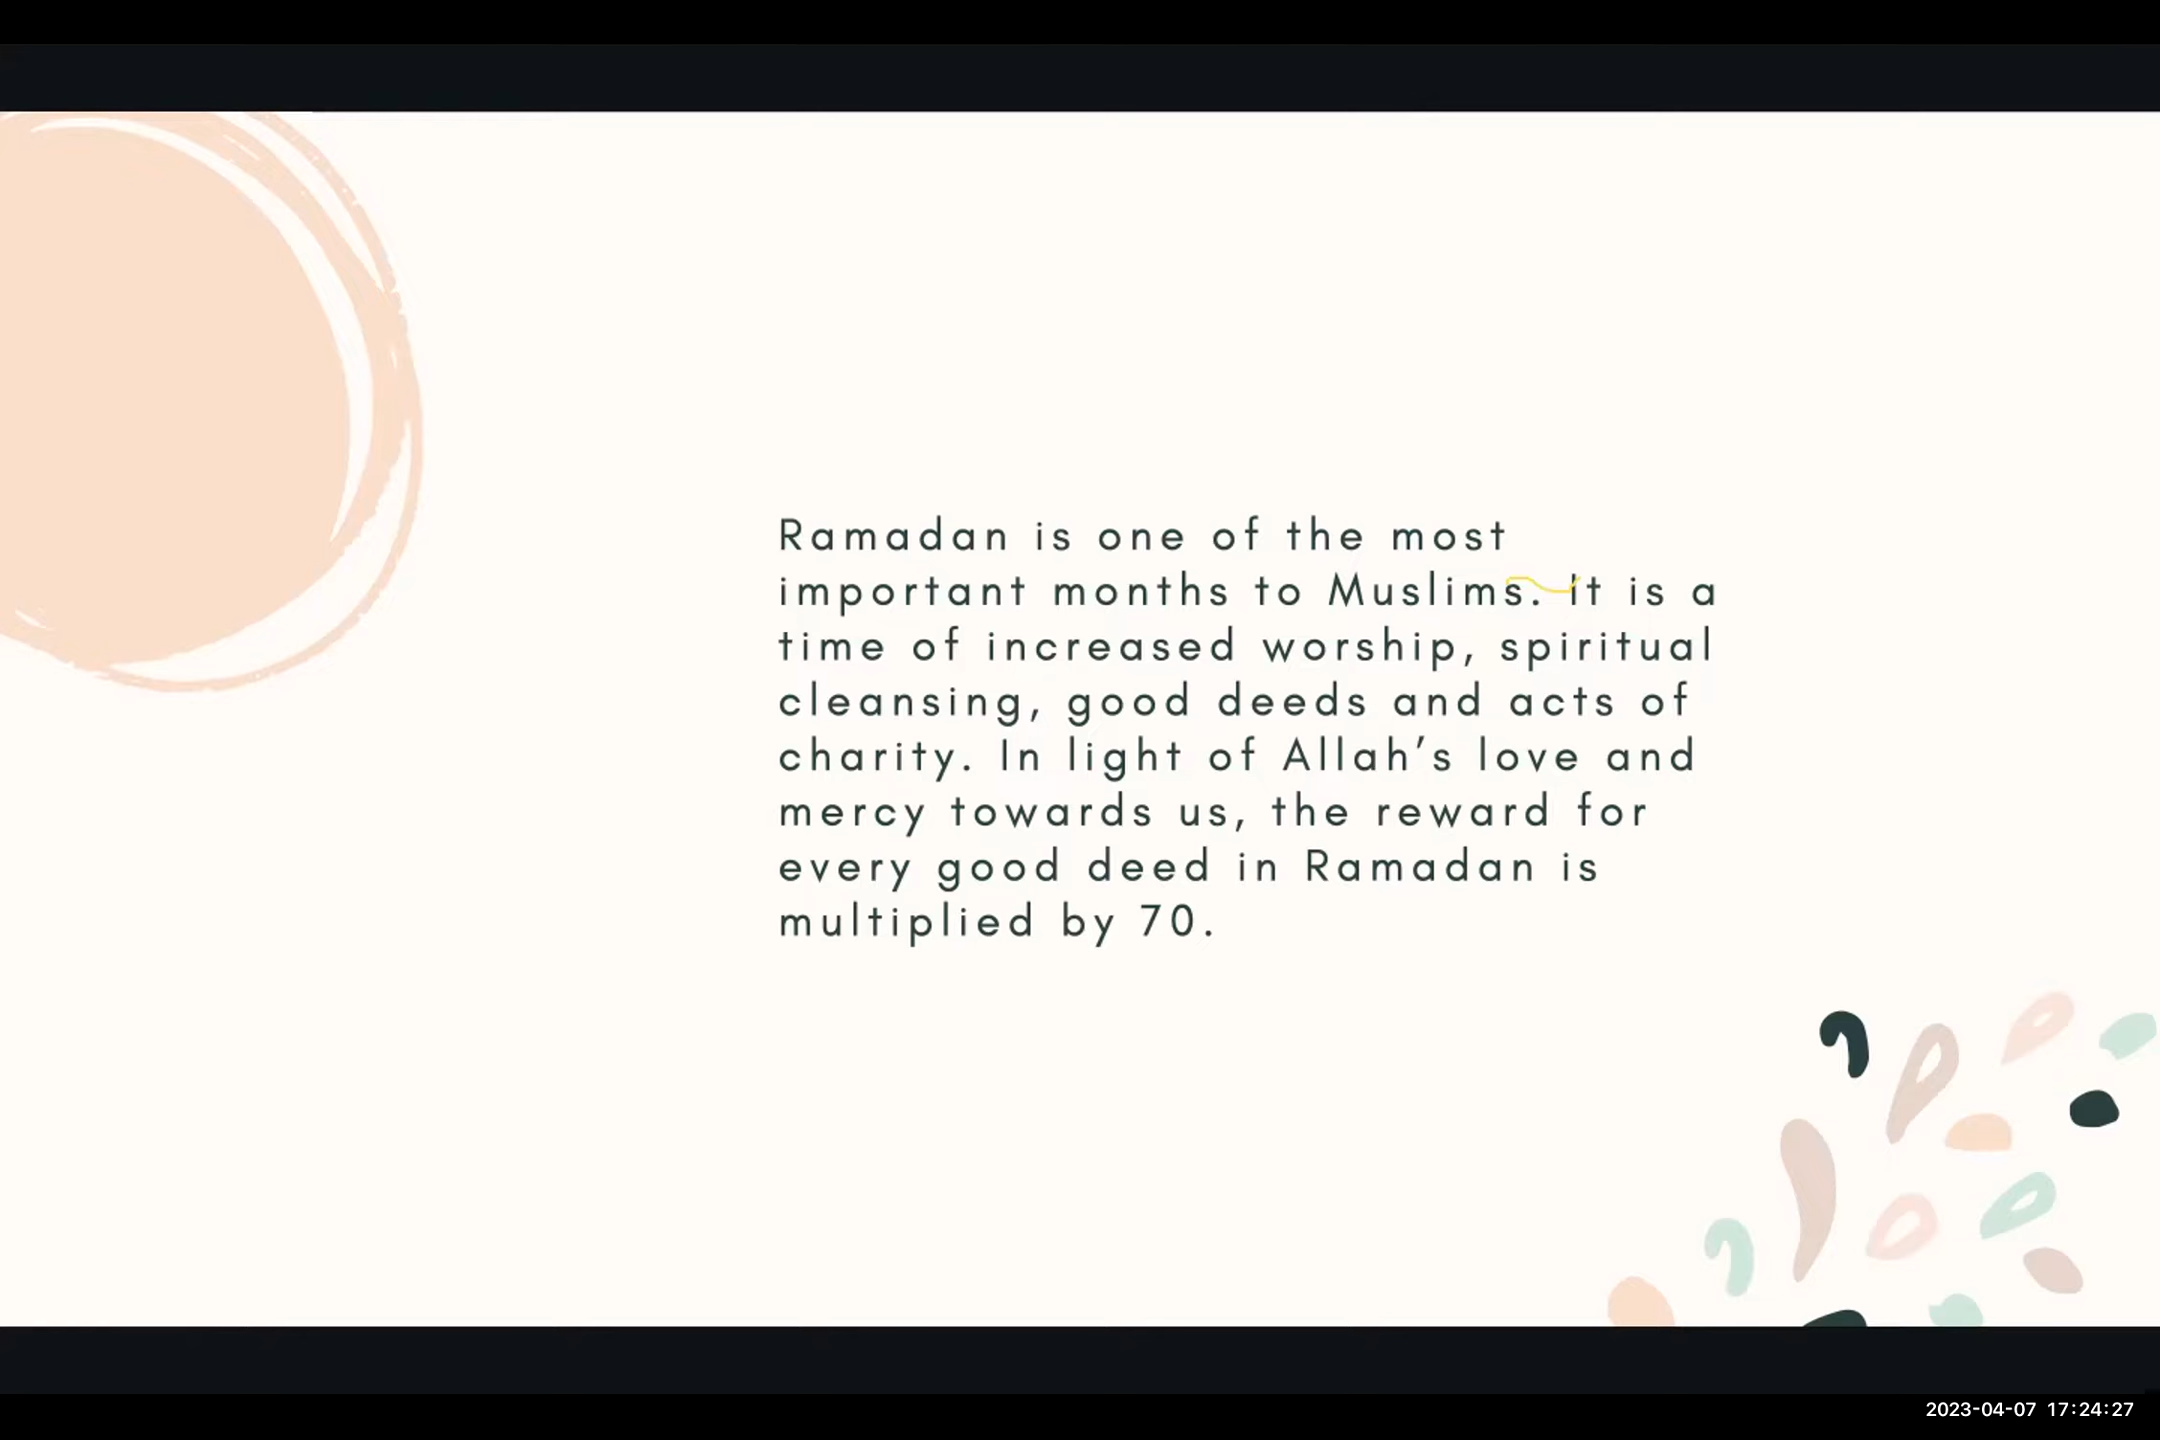 Ramadan is one of the most
important months to Muslims. It is a
time of increased worship, spiritual
cleansing, good deeds and acts of
charity. In light of Allah’s love and
mercy towards us, the reward for
every good deed in Ramadan is
multiplied by 70.
2023-04-07 17:24:27